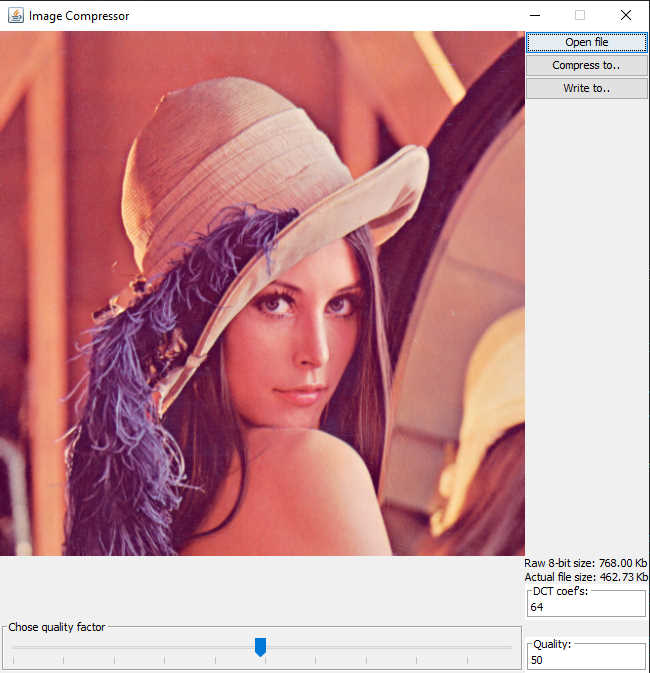 Image Compressor
Open file
Compress to..
Write to..
Raw 8-bit size: 768.00 Kb
Actual file size: 462.73 Kb
DCT coef's:
64
Chose quality factor
Quality:
50